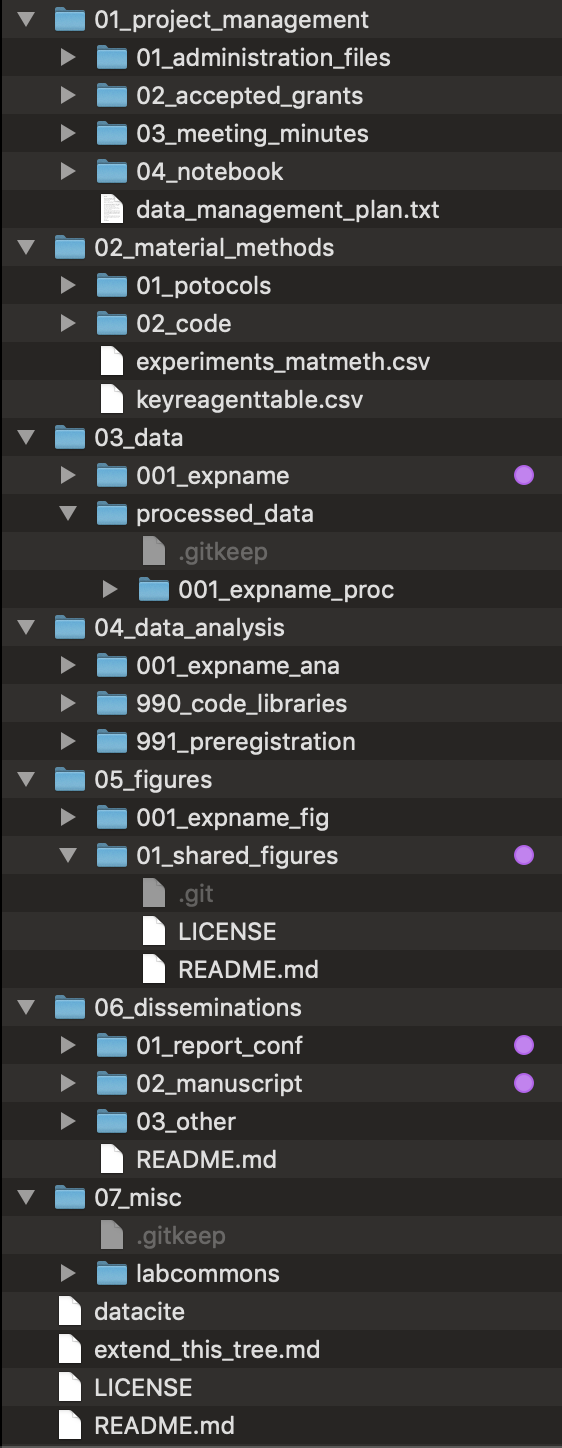 01_project_management
01_administration_files
02_accepted_grants
03_meeting_minutes
04_notebook
data_management_plan.txt
02_material_methods
01_potocols
02_code
experiments_matmeth.csv
keyreagenttable.csv
03_data
001_expname
processed_data
.gitkeep
001_expname_proc
04_data_analysis
001_expname_ana
990_code_libraries
991_preregistration
05_figures
001_expname_fig
01_shared_figures
.git
LICENSE
README.md
06_disseminations
01_report_conf
02_manuscript
03_other
README.md
07_misc
.gitkeep
labcommons
datacite
extend_this_tree.md
LICENSE
README.md